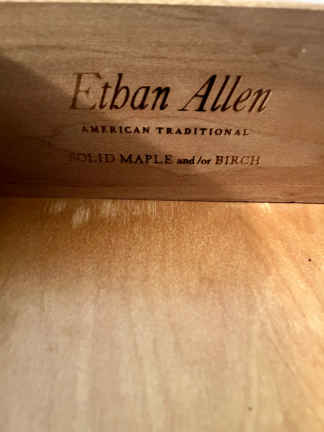 Ethan Allen
AMERICAN TRADITIONAL
SOLID MAPLE and/or BIRCH